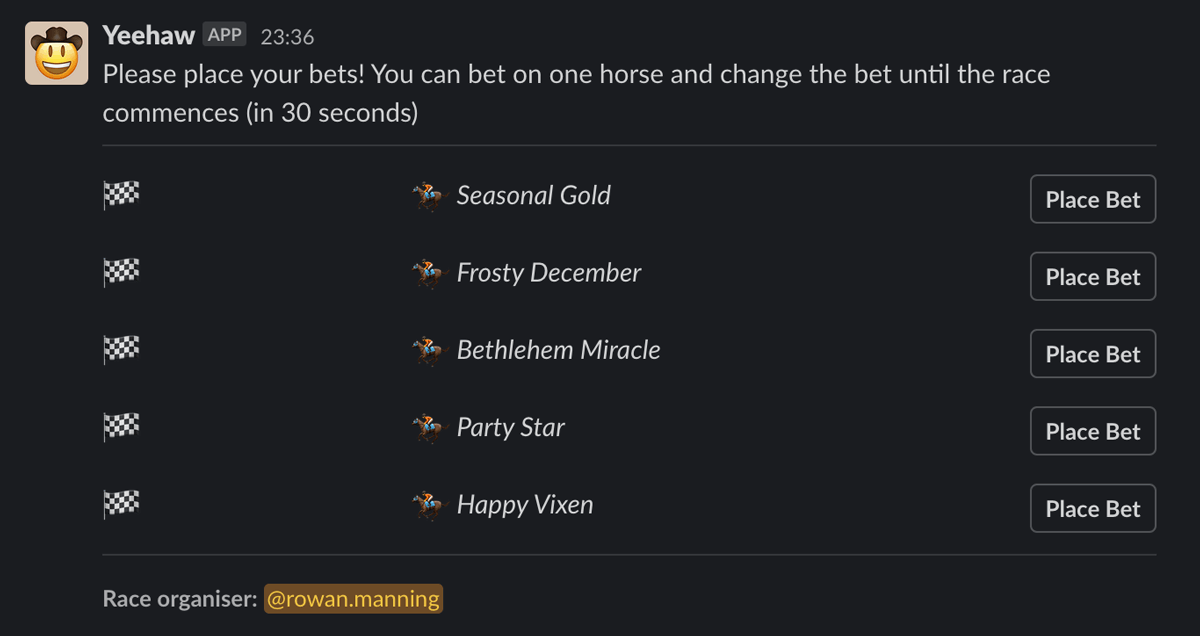 Yeehaw APP 23:36
Please place your bets! You can bet on one horse and change the bet until the race
commences (in 30 seconds)
Seasonal Gold Place Bet
Frosty December Place Bet
Bethlehem Miracle Place Bet
Party Star Place Bet
Happy Vixen Place Bet
Race organiser: @rowan.manning